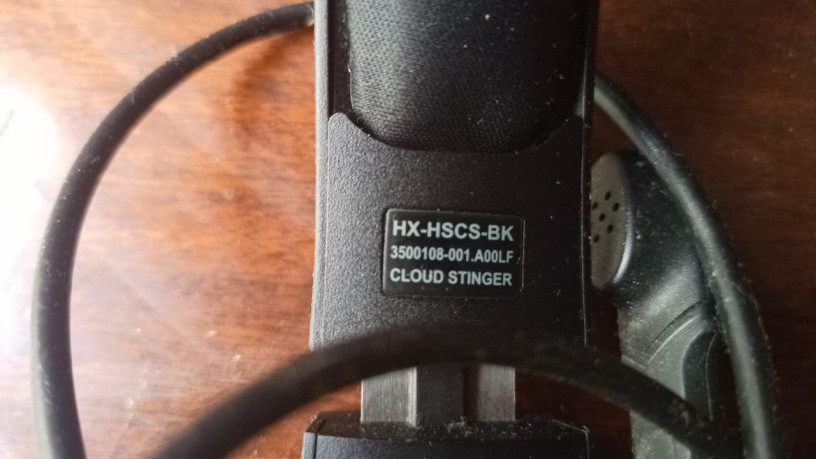 HX-HSCS-BK
3500108-001.A00LF
CLOUD STINGER